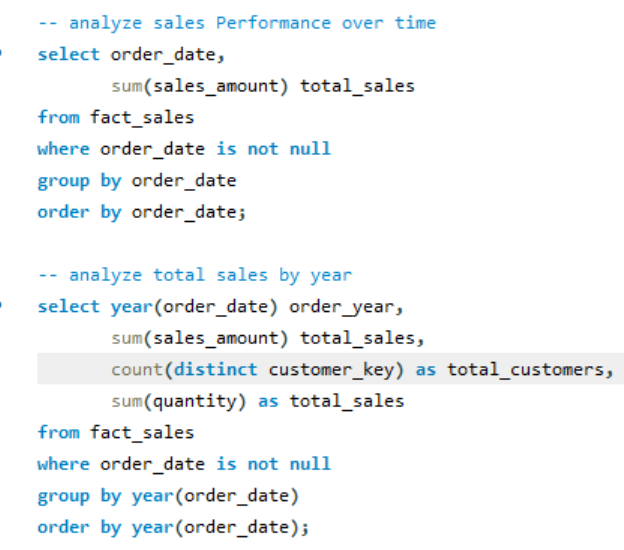 -- analyze sales Performance over time
select order_date,
sum(sales_amount) total_sales
from fact_sales
where order_date is not null
group by order_date
order by order_date;
-- analyze total sales by year
select year(order_date) order_year,
sum(sales_amount) total_sales,
count(distinct customer_key) as total_customers,
sum(quantity) as total_sales
from fact_sales
where order_date is not null
group by year(order_date)
order by year(order_date);